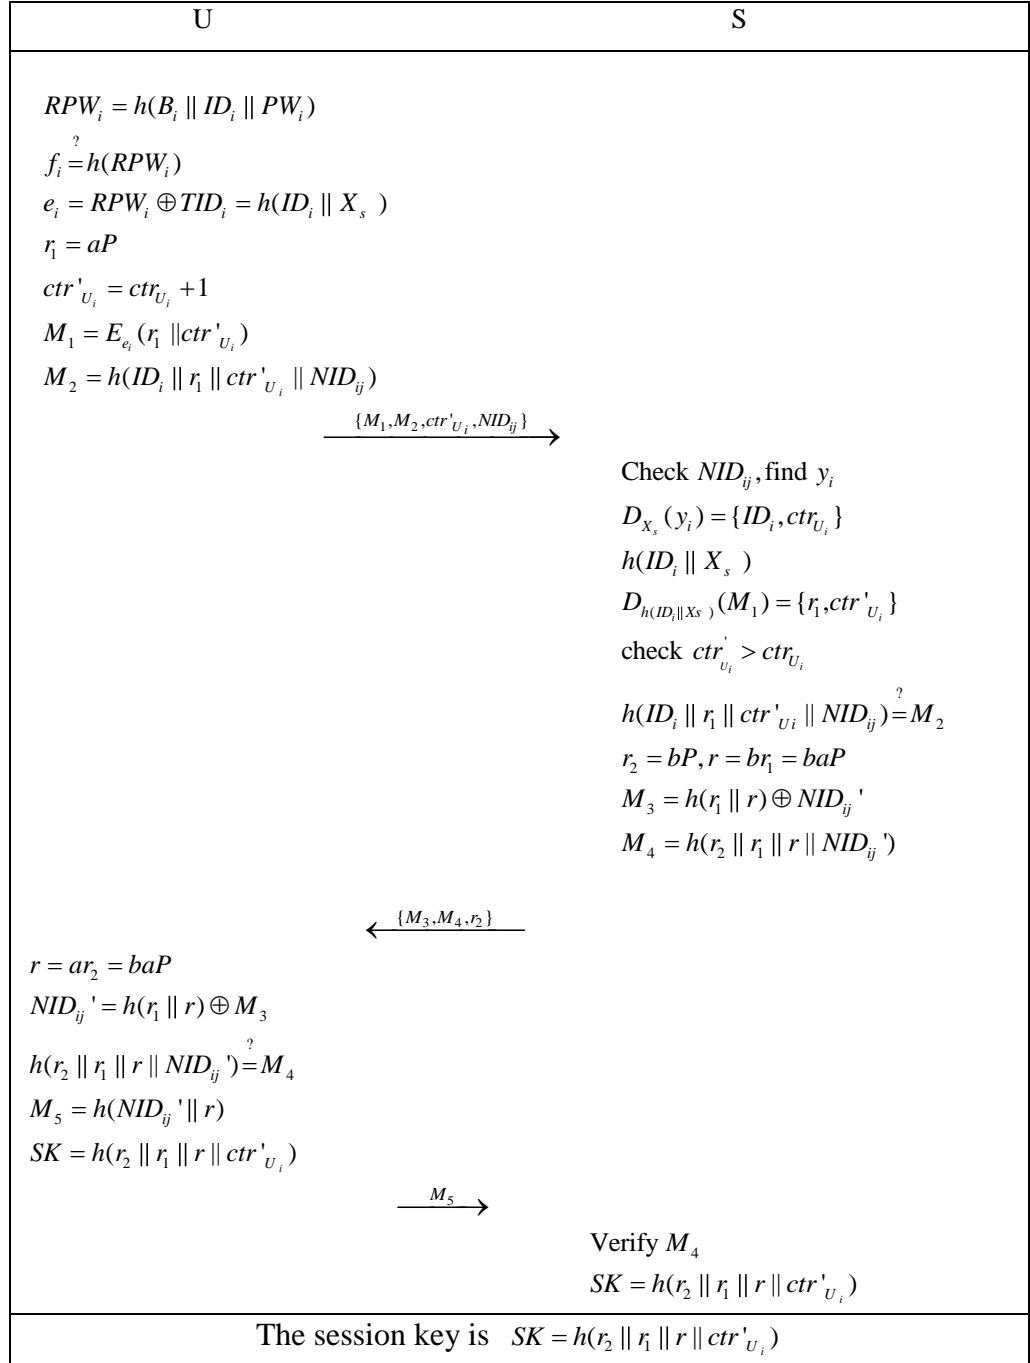 U S
RPW_i = h(B_i || ID_i || PW_i)
f_i ?= h(RPW_i)
e_i = RPW_i ⊕ TID_i = h(ID_i || X_s )
r_1 = aP
ctr'_{U_i} = ctr_{U_i} + 1
M_1 = E_{e_i}(r_1 || ctr'_{U_i})
M_2 = h(ID_i || r_1 || ctr'_{U_i} || NID_{ij})
{M_1, M_2, ctr'_{U_i}, NID_{ij}}
Check NID_{ij}, find y_i
D_{X_s}(y_i) = {ID_i, ctr_{U_i}}
h(ID_i || X_s )
D_{h(ID_i||Xs )}(M_1) = {r_1, ctr'_{U_i}}
check ctr'_{U_i} > ctr_{U_i}
h(ID_i || r_1 || ctr'_{Ui} || NID_{ij}) ?= M_2
r_2 = bP, r = br_1 = baP
M_3 = h(r_1 || r) ⊕ NID_{ij}'
M_4 = h(r_2 || r_1 || r || NID_{ij}')
{M_3, M_4, r_2}
r = ar_2 = baP
NID_{ij}' = h(r_1 || r) ⊕ M_3
h(r_2 || r_1 || r || NID_{ij}') ?= M_4
M_5 = h(NID_{ij}' || r)
SK = h(r_2 || r_1 || r || ctr'_{U_i})
M_5
Verify M_4
SK = h(r_2 || r_1 || r || ctr'_{U_i})
The session key is SK = h(r_2 || r_1 || r || ctr'_{U_i})